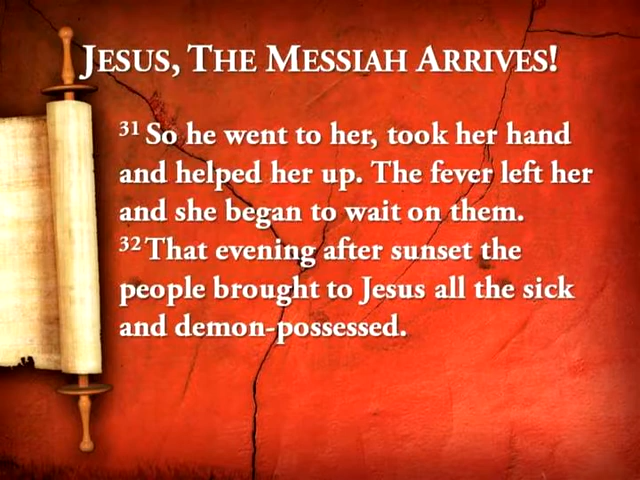 JESUS, THE MESSIAH ARRIVES!
31 So he went to her, took her hand
and helped her up. The fever left her
and she began to wait on them.
32 That evening after sunset the
people brought to Jesus all the sick
and demon-possessed.